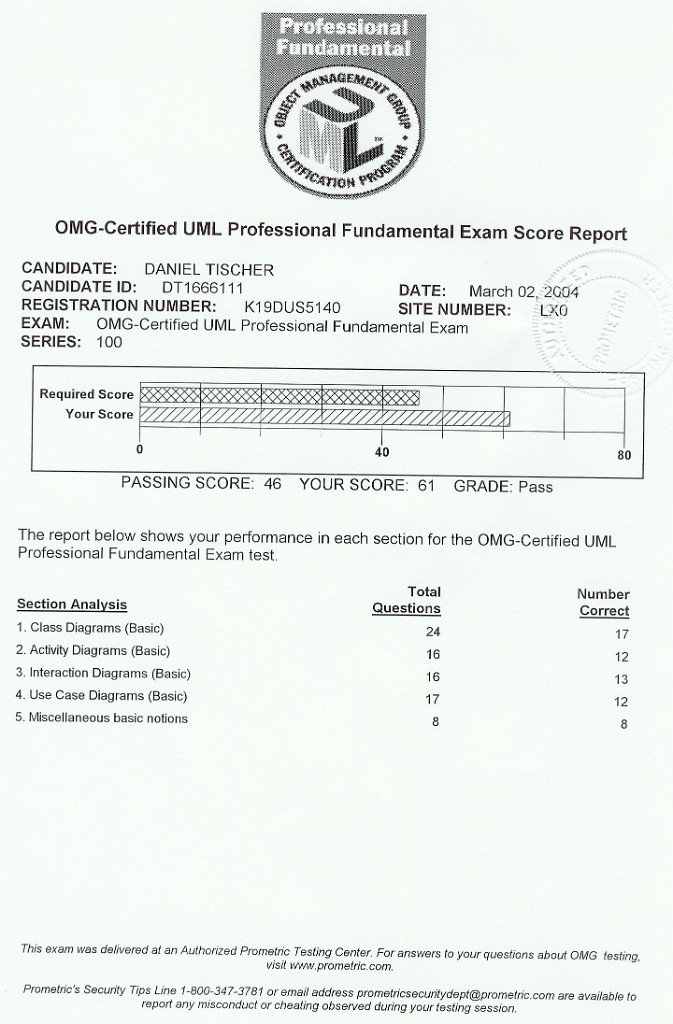 Professional
Fundamental
OBJECT MANAGEMENT GROUP
UML
CERTIFICATION PROGRAM
OMG-Certified UML Professional Fundamental Exam Score Report
CANDIDATE: DANIEL TISCHER
CANDIDATE ID: DT1666111 DATE: March 02, 2004
REGISTRATION NUMBER: K19DUS5140 SITE NUMBER: LX0
EXAM: OMG-Certified UML Professional Fundamental Exam
SERIES: 100
PROMETRIC
Required Score
Your Score
0 40 80
PASSING SCORE: 46 YOUR SCORE: 61 GRADE: Pass
The report below shows your performance in each section for the OMG-Certified UML
Professional Fundamental Exam test.
Section Analysis Total Questions Number Correct
1. Class Diagrams (Basic) 24 17
2. Activity Diagrams (Basic) 16 12
3. Interaction Diagrams (Basic) 16 13
4. Use Case Diagrams (Basic) 17 12
5. Miscellaneous basic notions 8 8
This exam was delivered at an Authorized Prometric Testing Center. For answers to your questions about OMG testing,
visit www.prometric.com.
Prometric's Security Tips Line 1-800-347-3781 or email address prometricsecuritydept@prometric.com are available to
report any misconduct or cheating observed during your testing session.